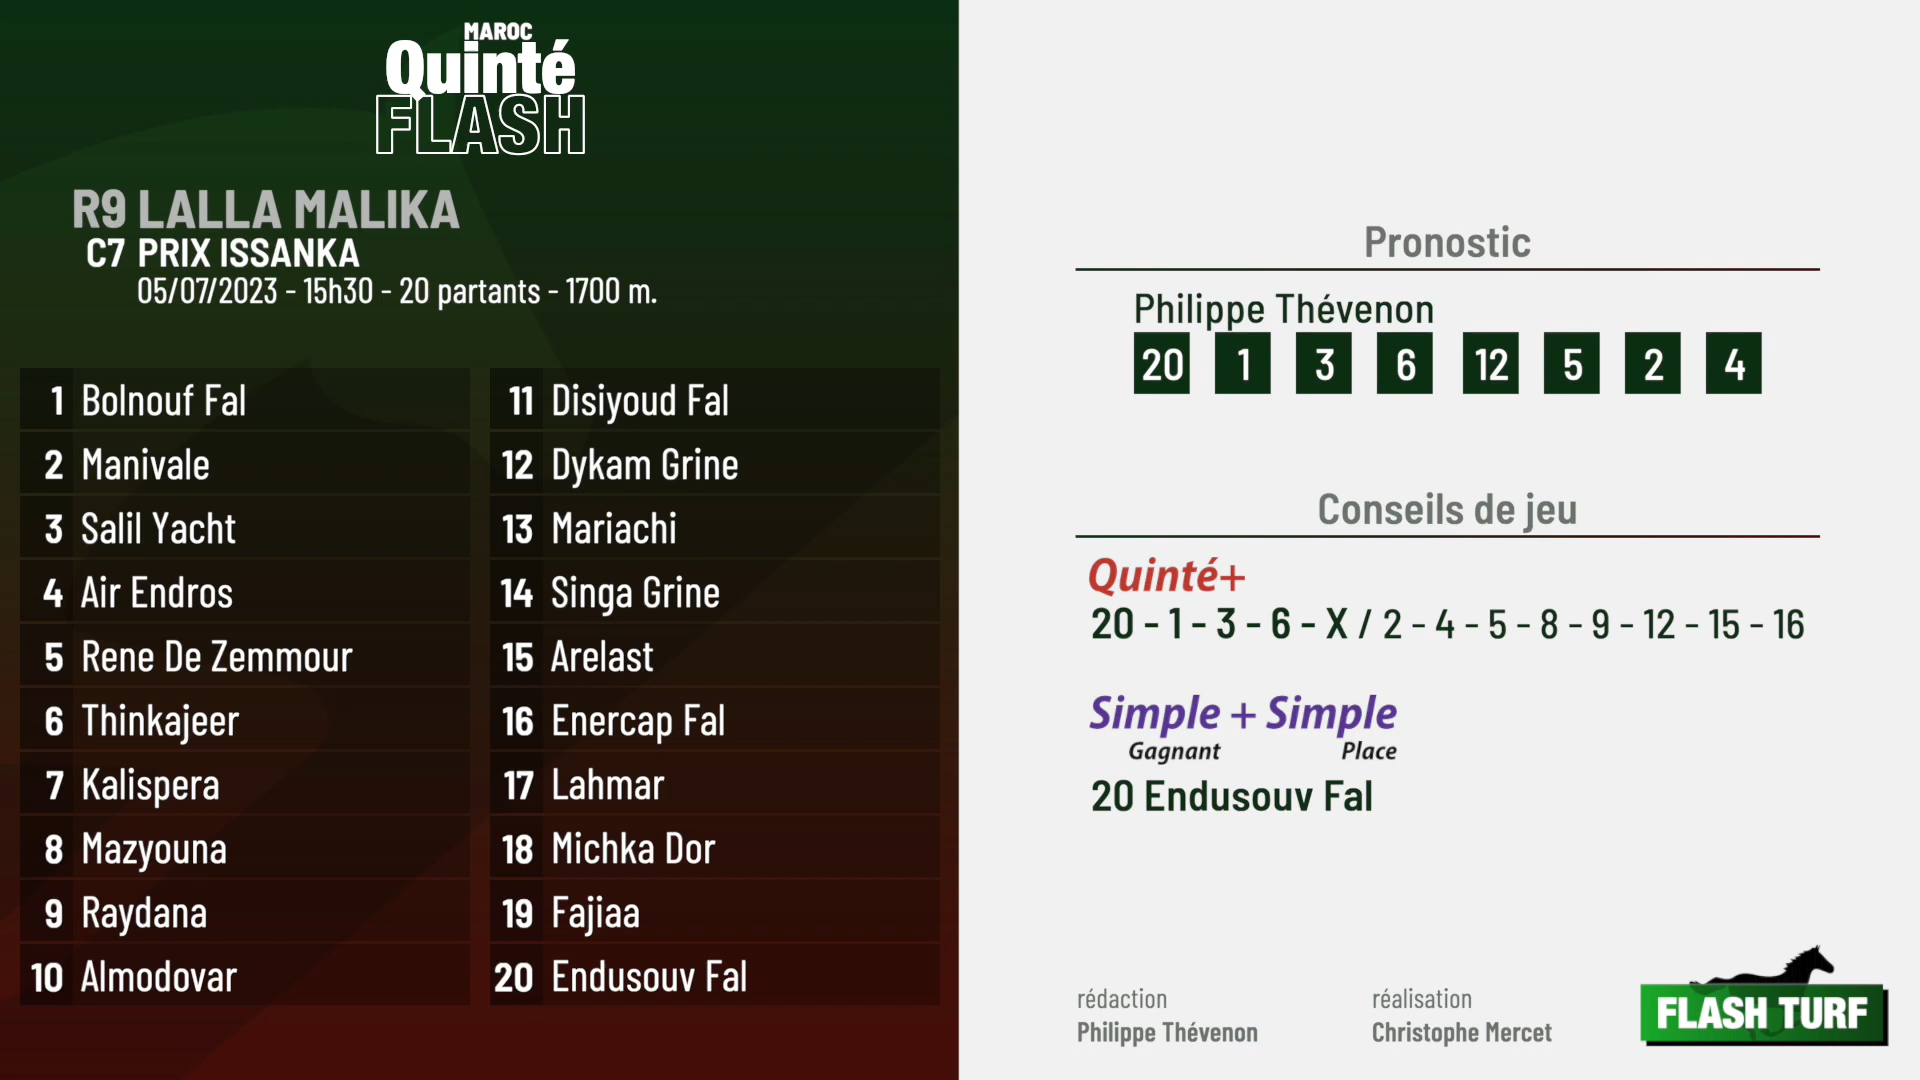 MAROC
Quinté
FLASH
R9 LALLA MALIKA
C7 PRIX ISSANKA
05/07/2023 - 15h30 - 20 partants - 1700 m.
1 Bolnouf Fal
2 Manivale
3 Salil Yacht
4 Air Endros
5 Rene De Zemmour
6 Thinkajeer
7 Kalispera
8 Mazyouna
9 Raydana
10 Almodovar
11 Disiyoud Fal
12 Dykam Grine
13 Mariachi
14 Singa Grine
15 Arelast
16 Enercap Fal
17 Lahmar
18 Michka Dor
19 Fajiaa
20 Endusouv Fal
Pronostic
Philippe Thévenon
20 1 3 6 12 5 2 4
Conseils de jeu
Quinté+
20 - 1 - 3 - 6 - X / 2 - 4 - 5 - 8 - 9 - 12 - 15 - 16
Simple + Simple
Gagnant Place
20 Endusouv Fal
rédaction
Philippe Thévenon
réalisation
Christophe Mercet
FLASH TURF